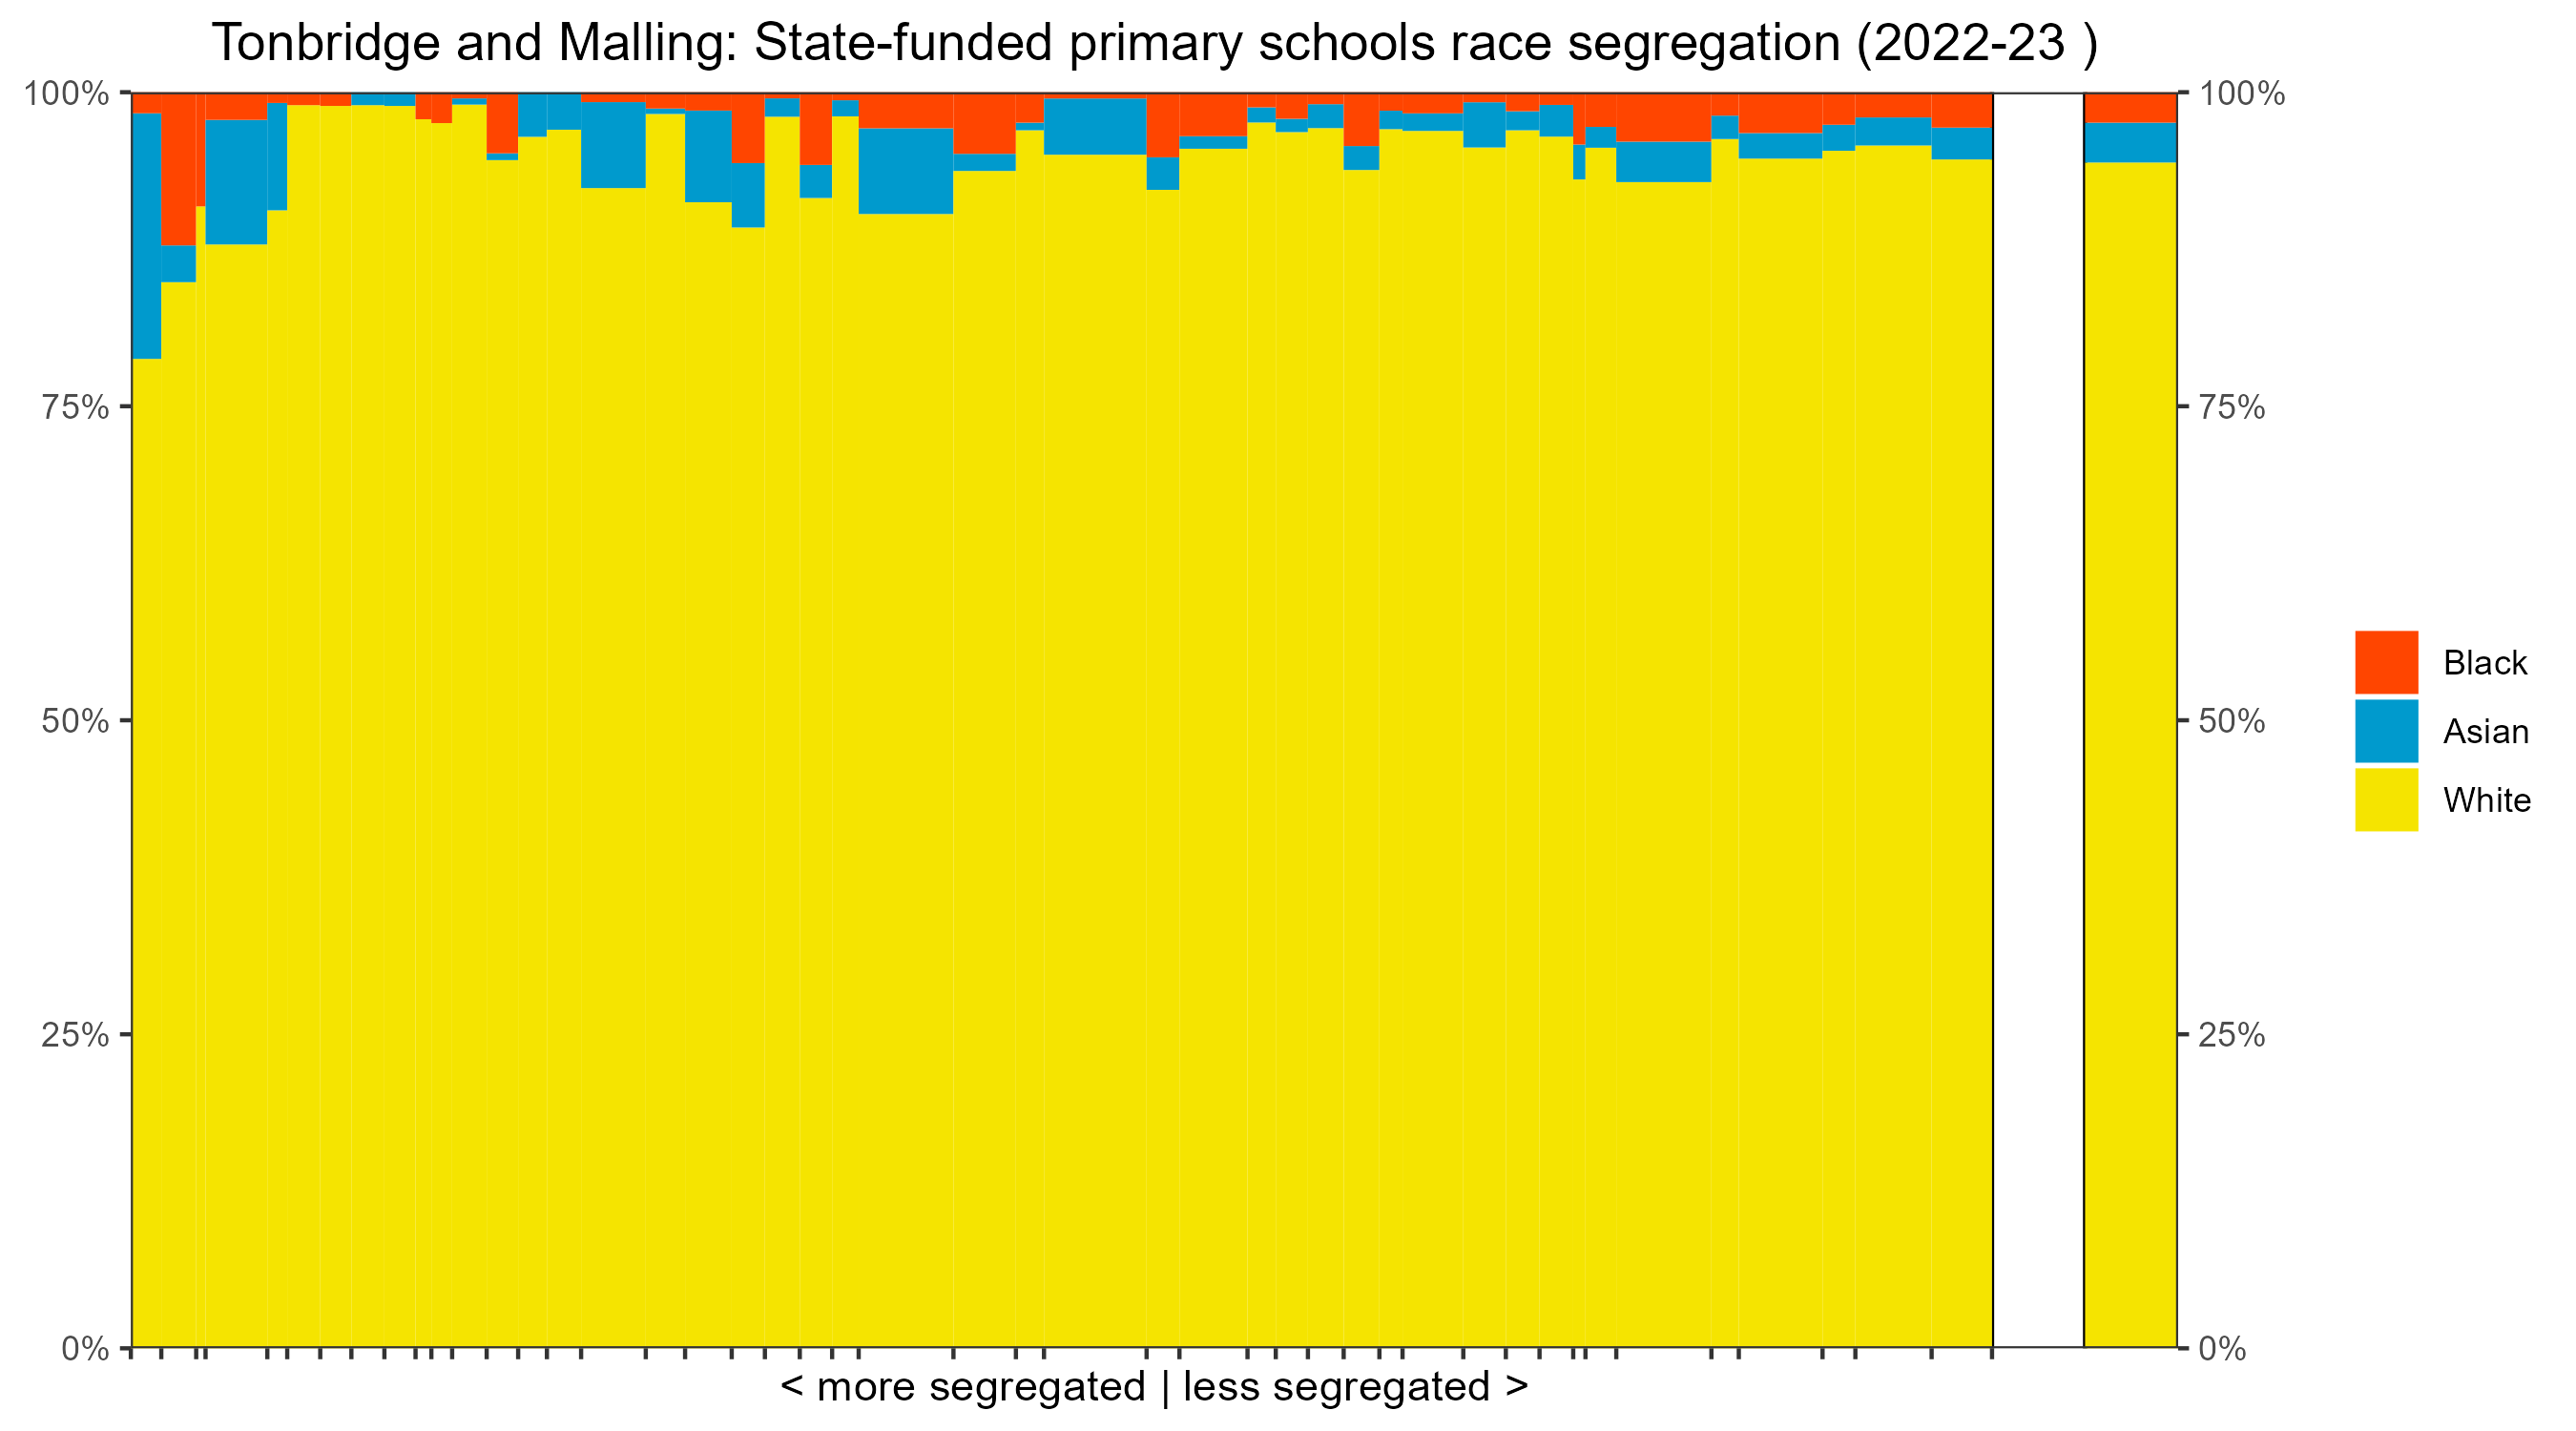 Tonbridge and Malling: State-funded primary schools race segregation (2022-23 )
100%
75%
50%
25%
0%
100%
75%
50%
25%
0%
Black
Asian
White
< more segregated | less segregated >